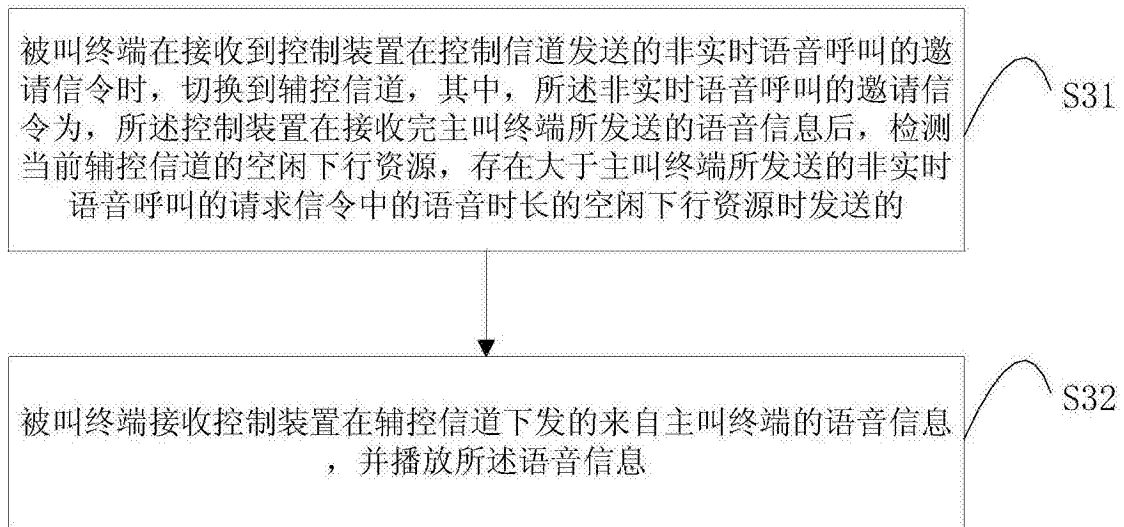 被叫终端在接收到控制装置在控制信道发送的非实时语音呼叫的邀
请信令时，切换到辅控信道，其中，所述非实时语音呼叫的邀请信
令为，所述控制装置在接收完主叫终端所发送的语音信息后，检测
当前辅控信道的空闲下行资源，存在大于主叫终端所发送的非实时
语音呼叫的请求信令中的语音时长的空闲下行资源时发送的
S31
被叫终端接收控制装置在辅控信道下发的来自主叫终端的语音信息
，并播放所述语音信息
S32